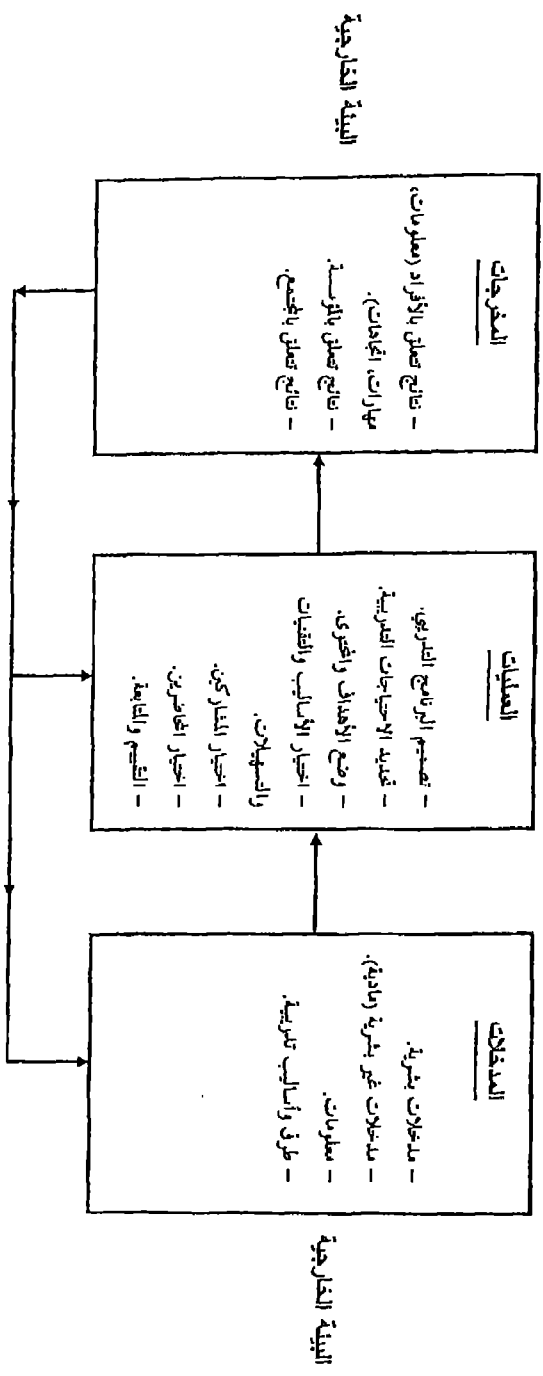 البيئة الخارجية
المدخلات
- مدخلات بشرية.
- مدخلات غير بشرية (مادية).
- معلومات.
- طرق وأساليب تدريبية.
العمليات
- تصميم البرنامج التدريبي.
- تحديد الاحتياجات التدريبية.
- وضع الأهداف والمحتوى.
- اختيار الأساليب والتقنيات
والتسهيلات.
- اختيار المشاركين.
- اختيار المحاضرين.
- التقييم والمتابعة.
المخرجات
- نتائج تتعلق بالأفراد (معلومات،
مهارات، اتجاهات).
- نتائج تتعلق بالمؤسسة.
- نتائج تتعلق بالمجتمع.
البيئة الخارجية